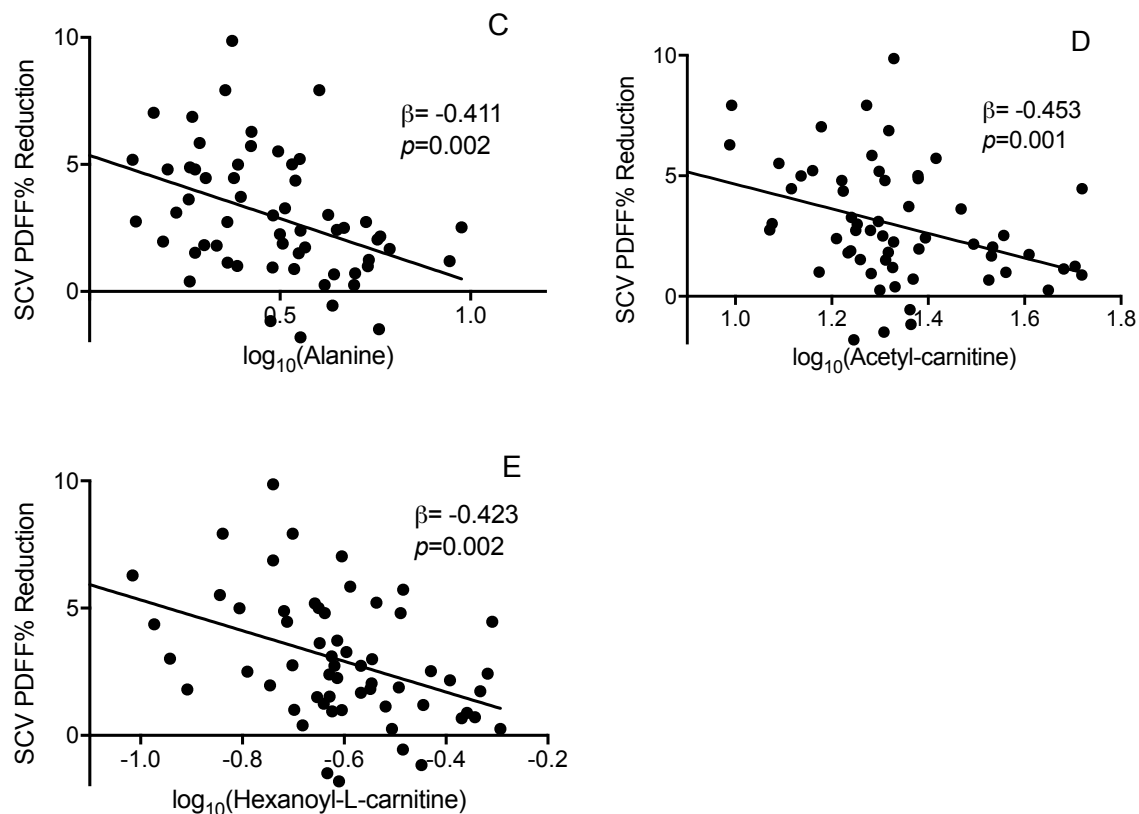 C
10
5
0
0.5
1.0
β= -0.411
p=0.002
SCV PDFF% Reduction
log₁₀(Alanine)
D
10
5
0
1.0
1.2
1.4
1.6
1.8
β= -0.453
p=0.001
SCV PDFF% Reduction
log₁₀(Acetyl-carnitine)
E
10
5
0
-1.0
-0.8
-0.6
-0.4
-0.2
β= -0.423
p=0.002
SCV PDFF% Reduction
log₁₀(Hexanoyl-L-carnitine)